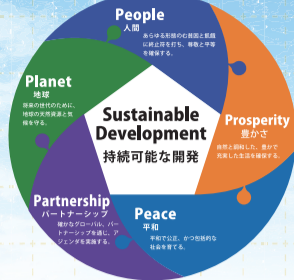 People
人間
あらゆる形態の貧困と飢餓
に終止符を打ち、尊厳と平等
を確保する。
Planet
地球
将来の世代のために、
地球の天然資源と気
候を守る。
Sustainable
Development
持続可能な開発
Prosperity
豊かさ
自然と調和した、豊かで
充実した生活を確保する。
Partnership
パートナーシップ
確かなグローバル、パー
トナーシップを通じ、ア
ジェンダを実施する。
Peace
平和
平和で公正、かつ包括的な
社会を育てる。